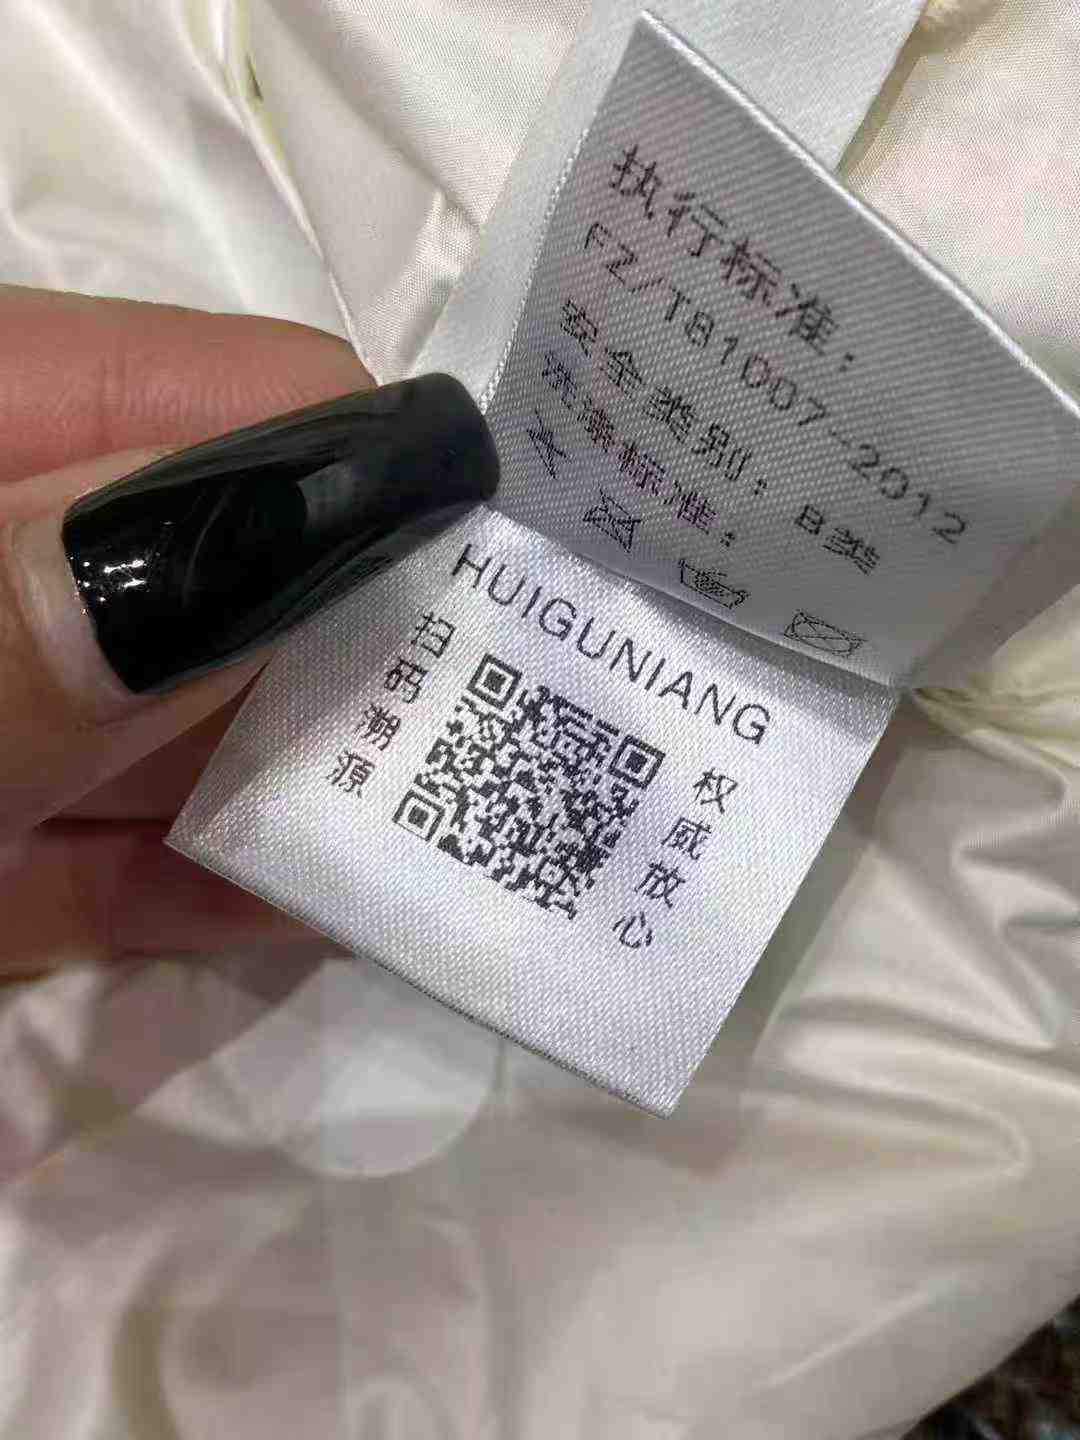 执行标准:
FZ/T81007-2012
安全类别: B类
洗涤标准:
HUIGUNIANG
扫码溯源
权威放心